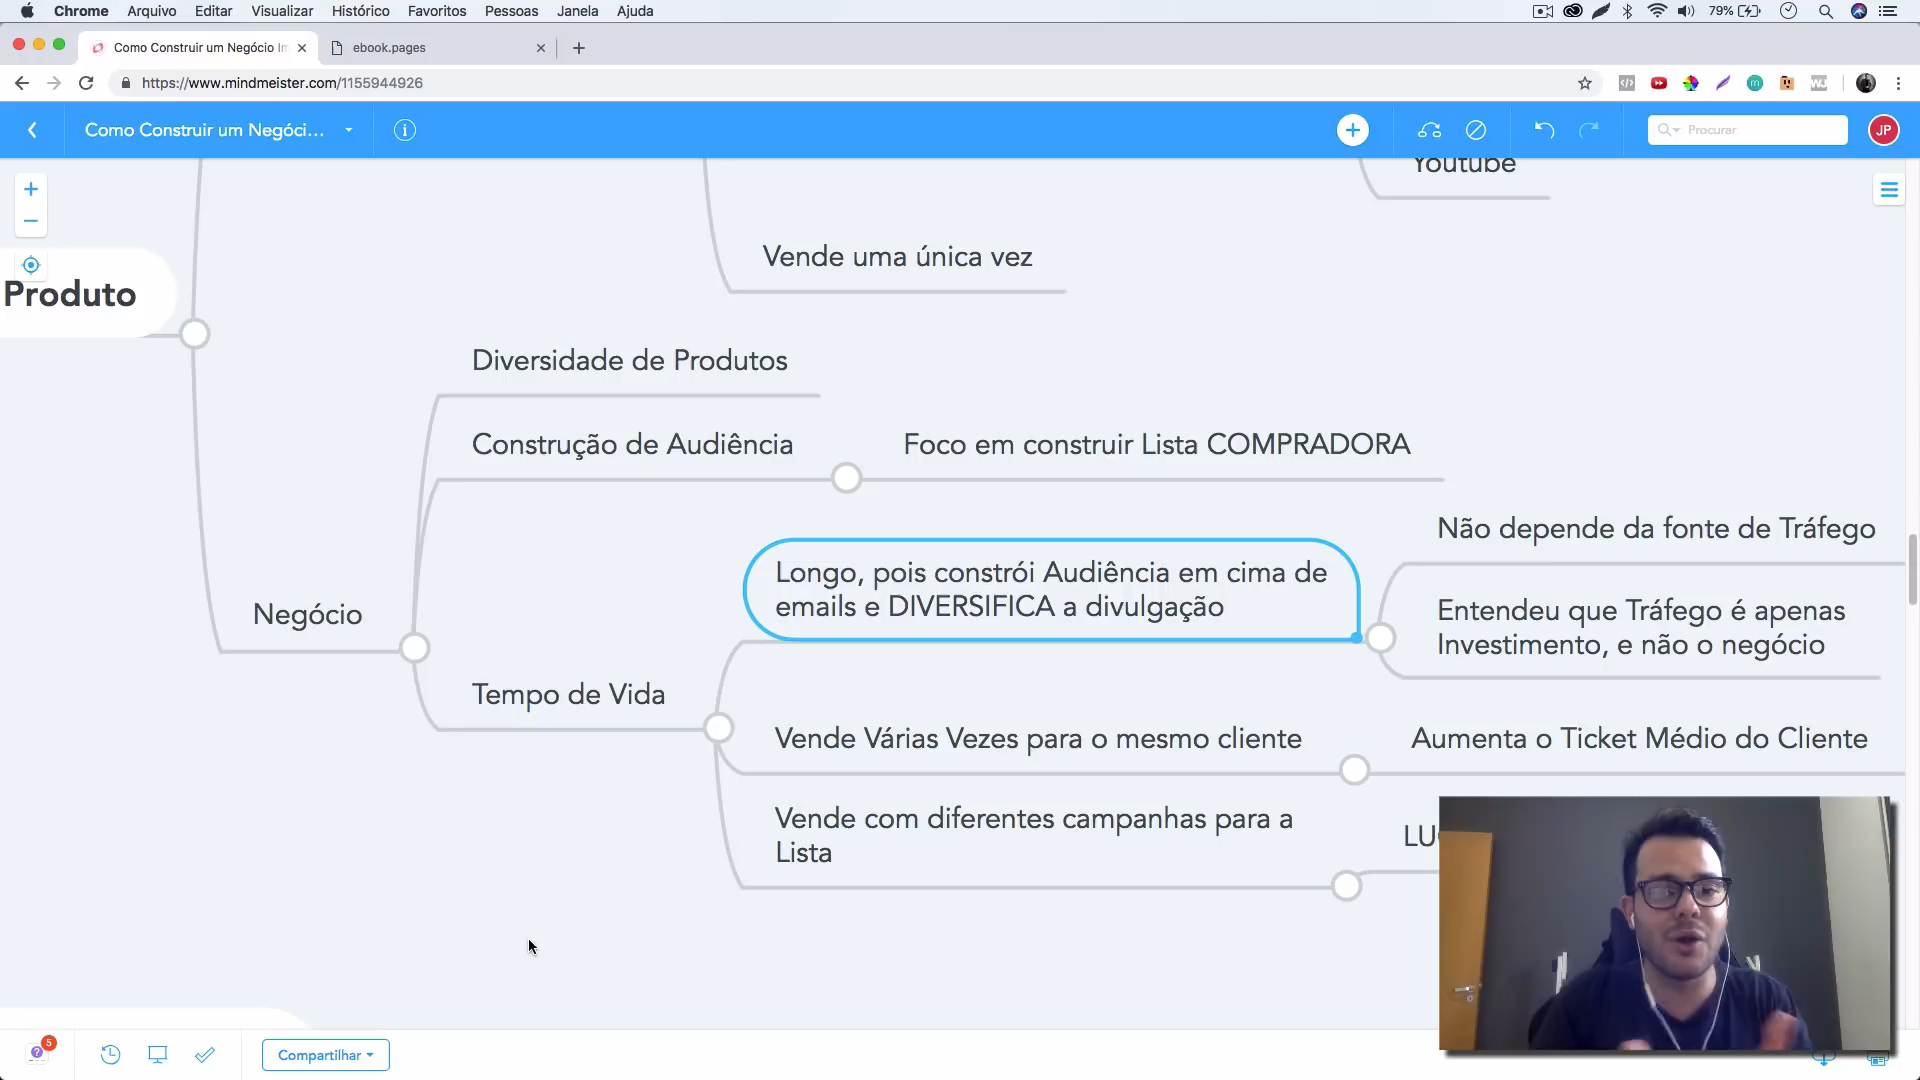 Chrome Arquivo Editar Visualizar Histórico Favoritos Pessoas Janela Ajuda
79%
Como Construir um Negócio In
ebook.pages
https://www.mindmeister.com/1155944926
Como Construir um Negóci...
Procurar
JP
Youtube
Vende uma única vez
Produto
Diversidade de Produtos
Construção de Audiência
Foco em construir Lista COMPRADORA
Não depende da fonte de Tráfego
Longo, pois constrói Audiência em cima de
emails e DIVERSIFICA a divulgação
Entendeu que Tráfego é apenas
Investimento, e não o negócio
Negócio
Tempo de Vida
Vende Várias Vezes para o mesmo cliente
Aumenta o Ticket Médio do Cliente
Vende com diferentes campanhas para a
Lista
5
Compartilhar